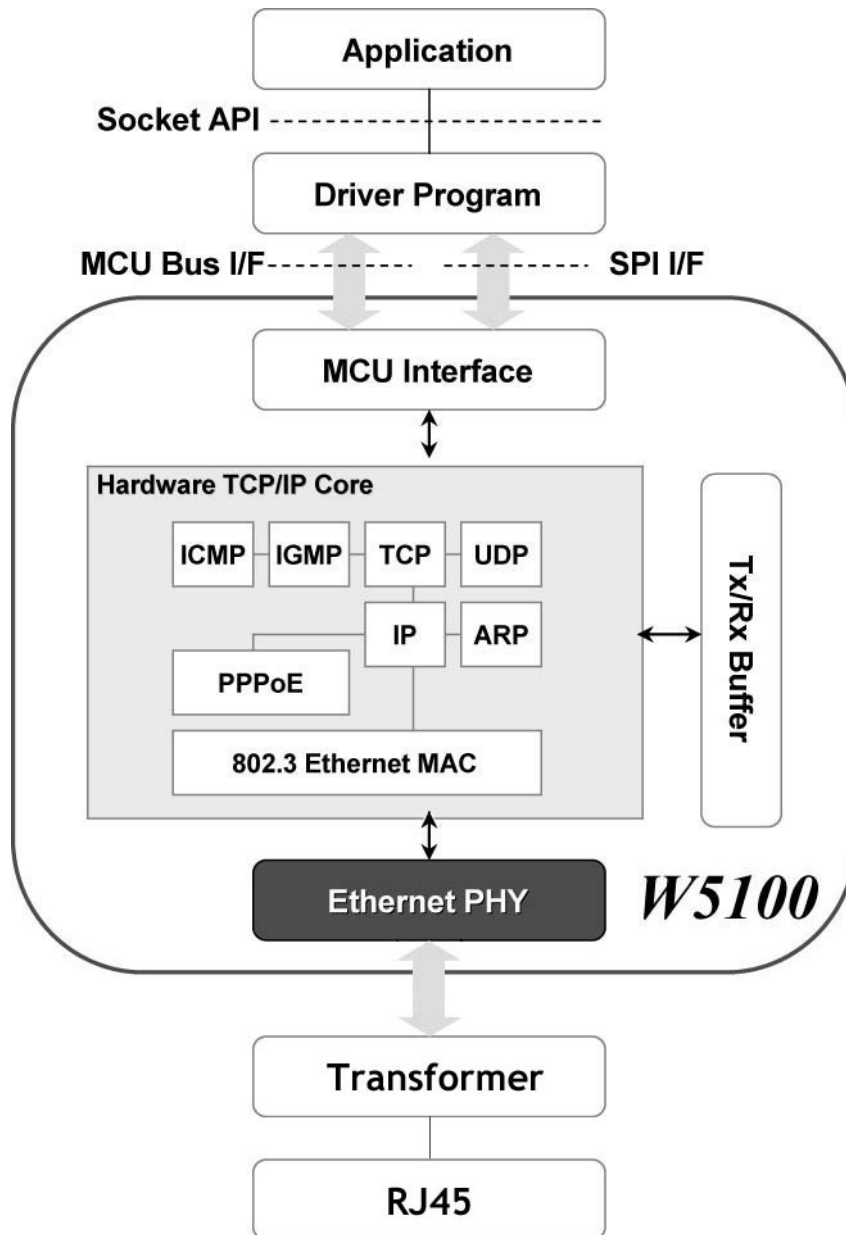 Application
Socket API
Driver Program
MCU Bus I/F
SPI I/F
MCU Interface
Hardware TCP/IP Core
ICMP
IGMP
TCP
UDP
IP
ARP
PPPoE
802.3 Ethernet MAC
Tx/Rx Buffer
Ethernet PHY
W5100
Transformer
RJ45